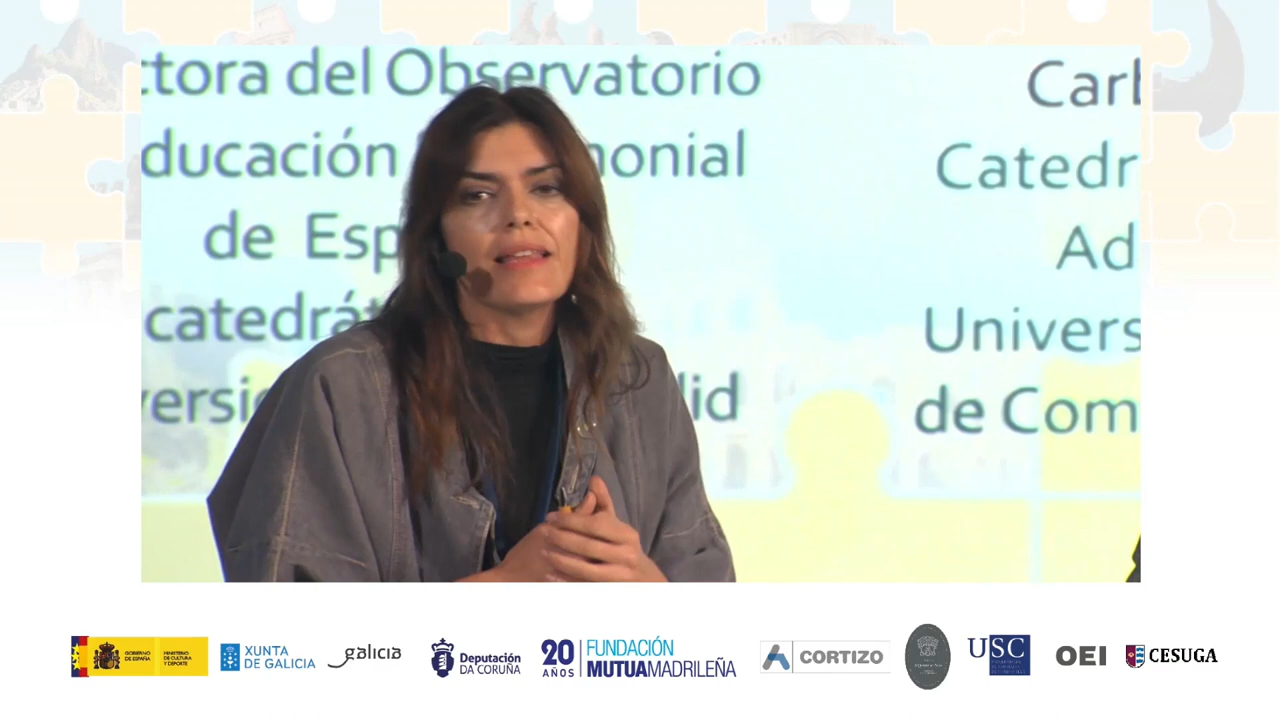 ctora del Observatorio
ducación monial
de Esp
catedrát
versi lid
Carb
Catedr
Ad
Univers
de Com
GOBIERNO
DE ESPAÑA
MINISTERIO
DE CULTURA
Y DEPORTE
XUNTA
DE GALICIA
galicia
Deputación
DA CORUÑA
20
AÑOS
FUNDACIÓN
MUTUAMADRILEÑA
CORTIZO
USC
OEI
CESUGA